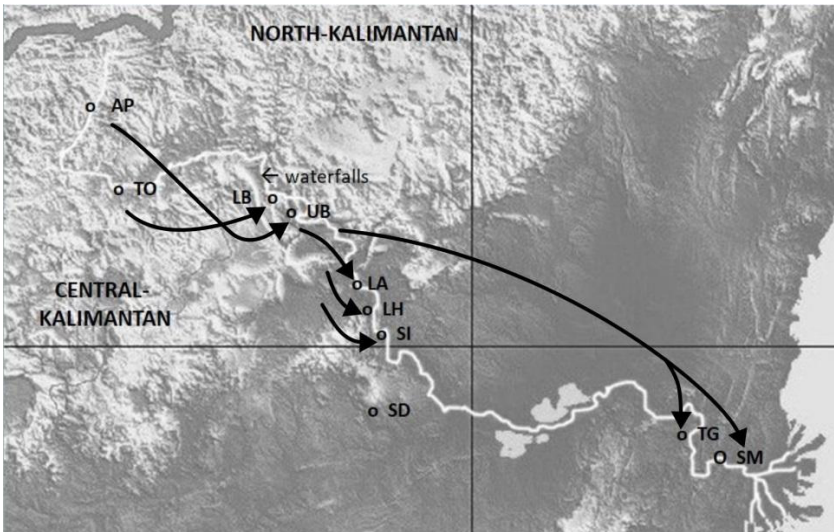 NORTH-KALIMANTAN
AP
← waterfalls
TO
LB
UB
LA
CENTRAL-
KALIMANTAN
LH
SI
SD
TG
SM